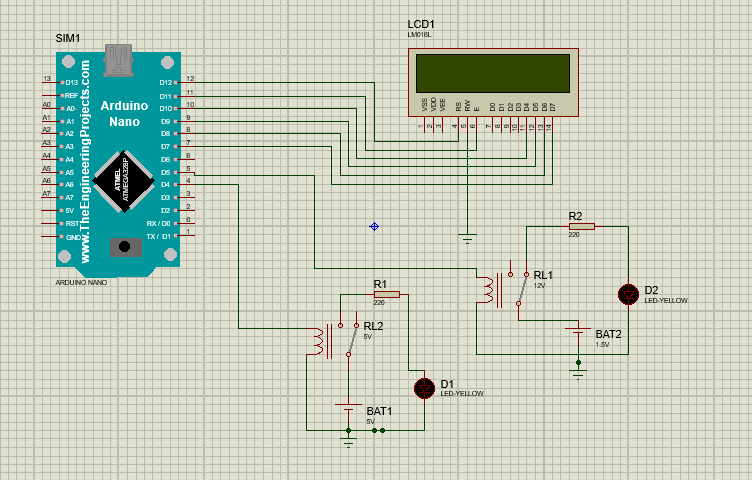 SIM1
LCD1
LM016L
www.TheEngineeringProjects.com
Arduino
Nano
ATMEL
ATMEGA328P
13 D13
REF
A0 A0
A1 A1
A2 A2
A3 A3
A4 A4
A5 A5
A6 A6
A7 A7
5V
RST
GND
D12 12
D11 11
D10 10
D9 9
D8 8
D7 7
D6 6
D5 5
D4 4
D3 3
D2 2
RX / D0 0
TX / D1 1
ARDUINO NANO
VSS VDD VEE RS RW E D0 D1 D2 D3 D4 D5 D6 D7
1 2 3 4 5 6 7 8 9 10 11 12 13 14
R2
220
RL1
12V
D2
LED-YELLOW
BAT2
1.5V
R1
220
RL2
5V
D1
LED-YELLOW
BAT1
5V